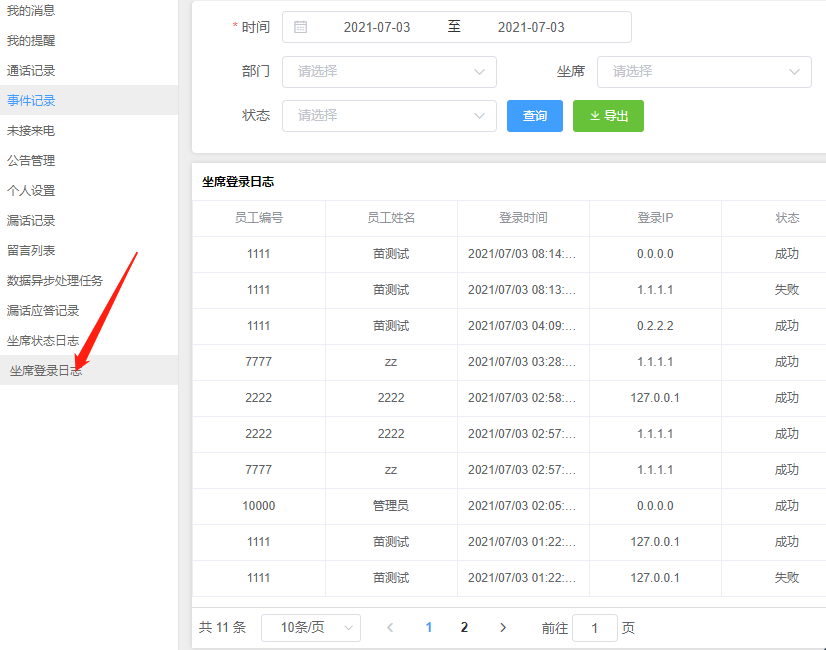 我的消息
我的提醒
通话记录
事件记录
未接来电
公告管理
个人设置
漏话记录
留言列表
数据异步处理任务
漏话应答记录
坐席状态日志
坐席登录日志
* 时间 2021-07-03 至 2021-07-03
部门 请选择 坐席 请选择
状态 请选择 查询 导出
坐席登录日志
员工编号 员工姓名 登录时间 登录IP 状态
1111 苗测试 2021/07/03 08:14:... 0.0.0.0 成功
1111 苗测试 2021/07/03 08:13:... 1.1.1.1 失败
1111 苗测试 2021/07/03 04:09:... 0.2.2.2 成功
7777 zz 2021/07/03 03:28:... 1.1.1.1 成功
2222 2222 2021/07/03 02:58:... 127.0.0.1 成功
2222 2222 2021/07/03 02:57:... 1.1.1.1 成功
7777 zz 2021/07/03 02:57:... 1.1.1.1 成功
10000 管理员 2021/07/03 02:05:... 0.0.0.0 成功
1111 苗测试 2021/07/03 01:22:... 127.0.0.1 成功
1111 苗测试 2021/07/03 01:22:... 127.0.0.1 失败
共 11 条 10条/页 1 2 前往 1 页